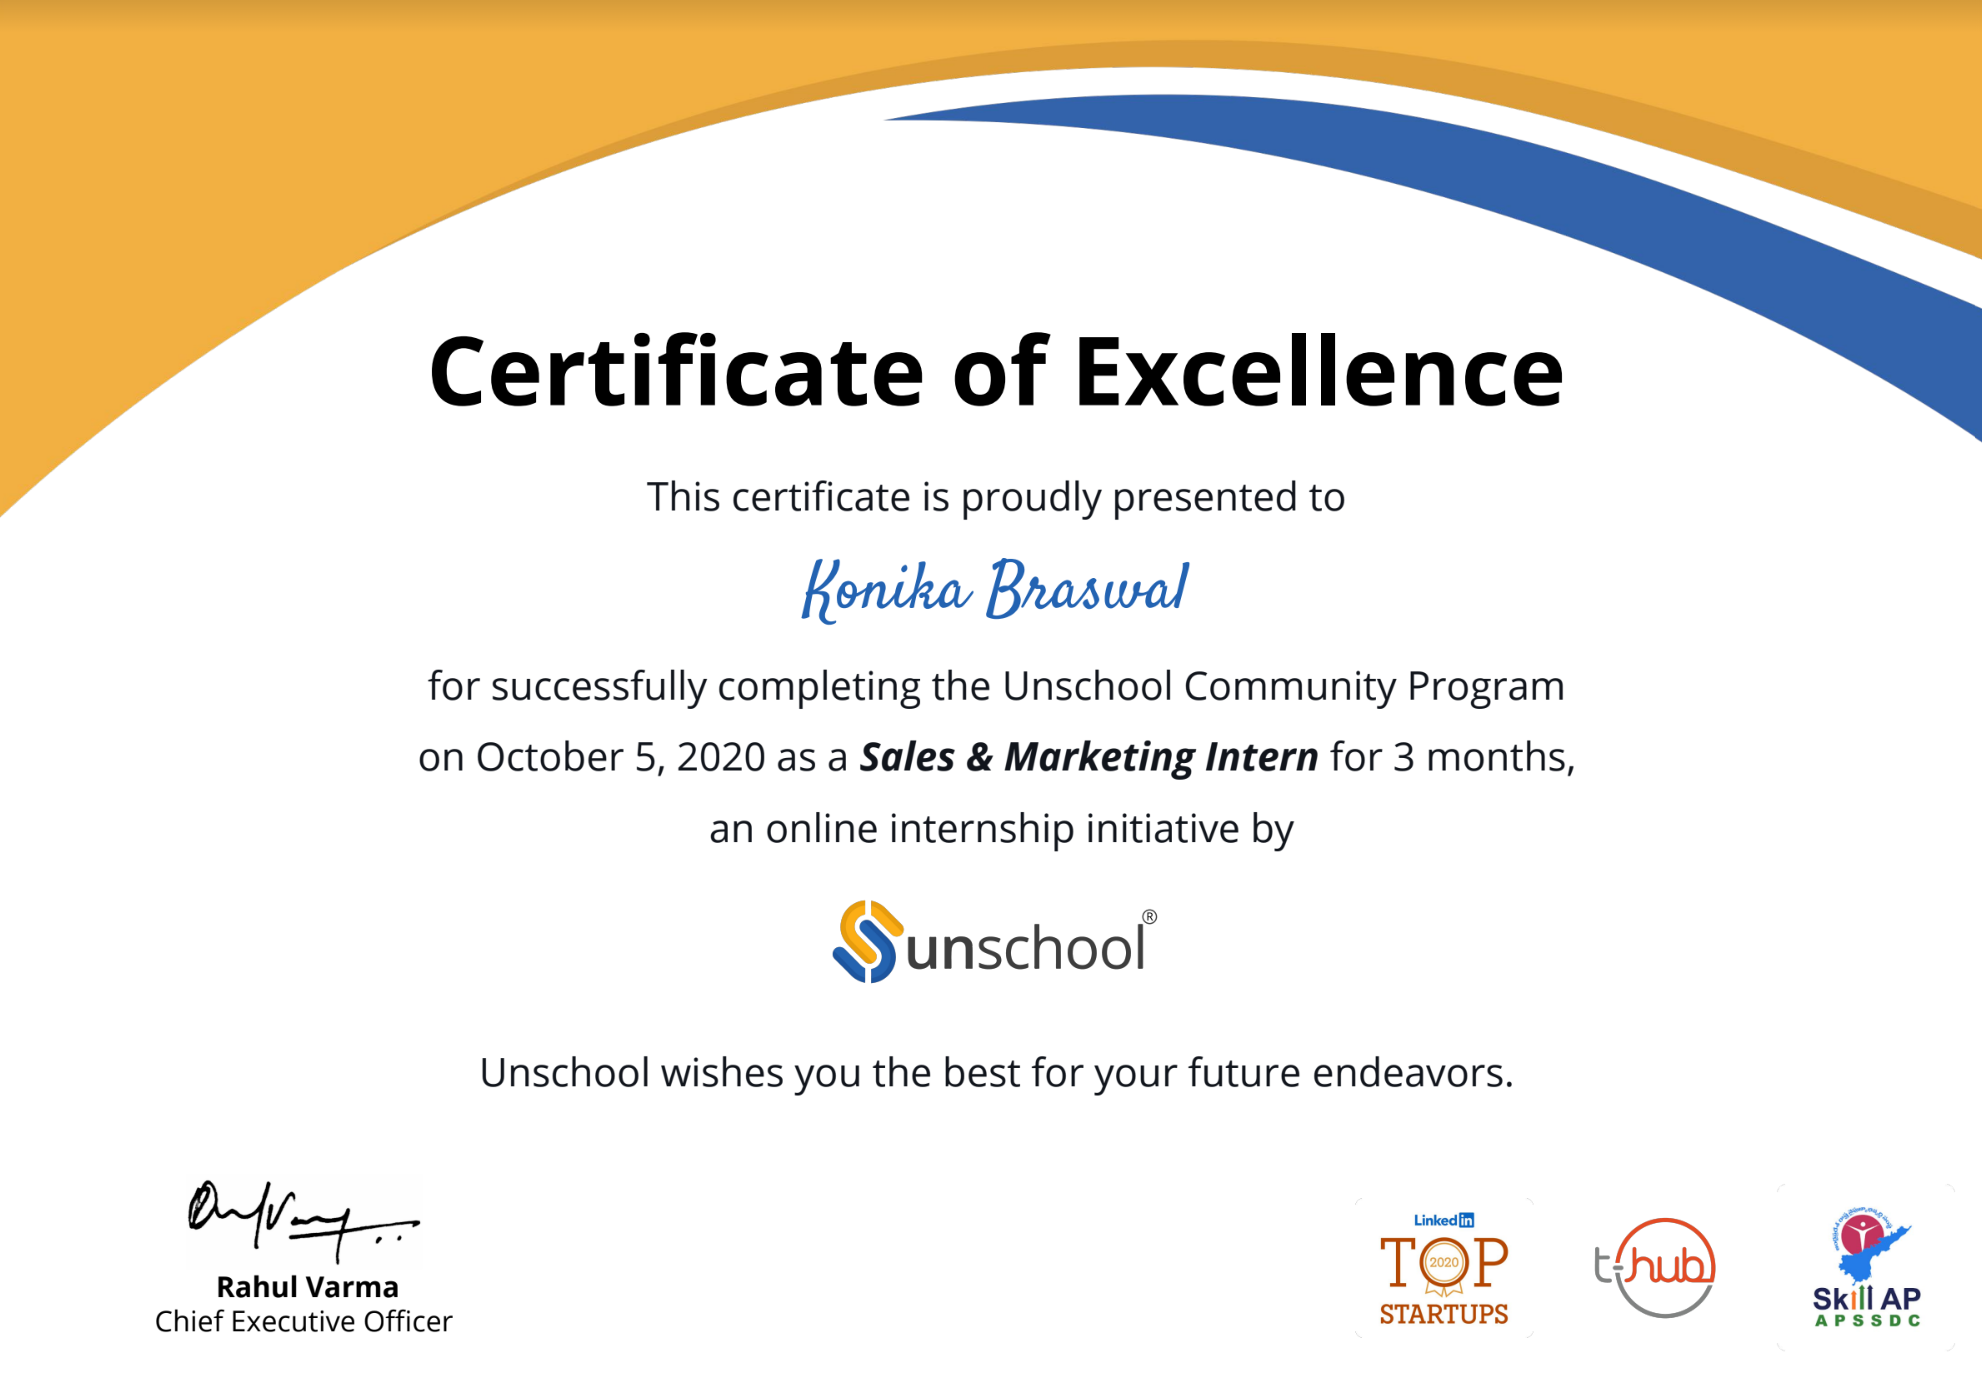 Certificate of Excellence
This certificate is proudly presented to
Konika Braswal
for successfully completing the Unschool Community Program
on October 5, 2020 as a Sales & Marketing Intern for 3 months,
an online internship initiative by
unschool®
Unschool wishes you the best for your future endeavors.
Rahul Varma
Chief Executive Officer
Linked in
TOP
2020
STARTUPS
t-hub
Skill AP
APSSDC